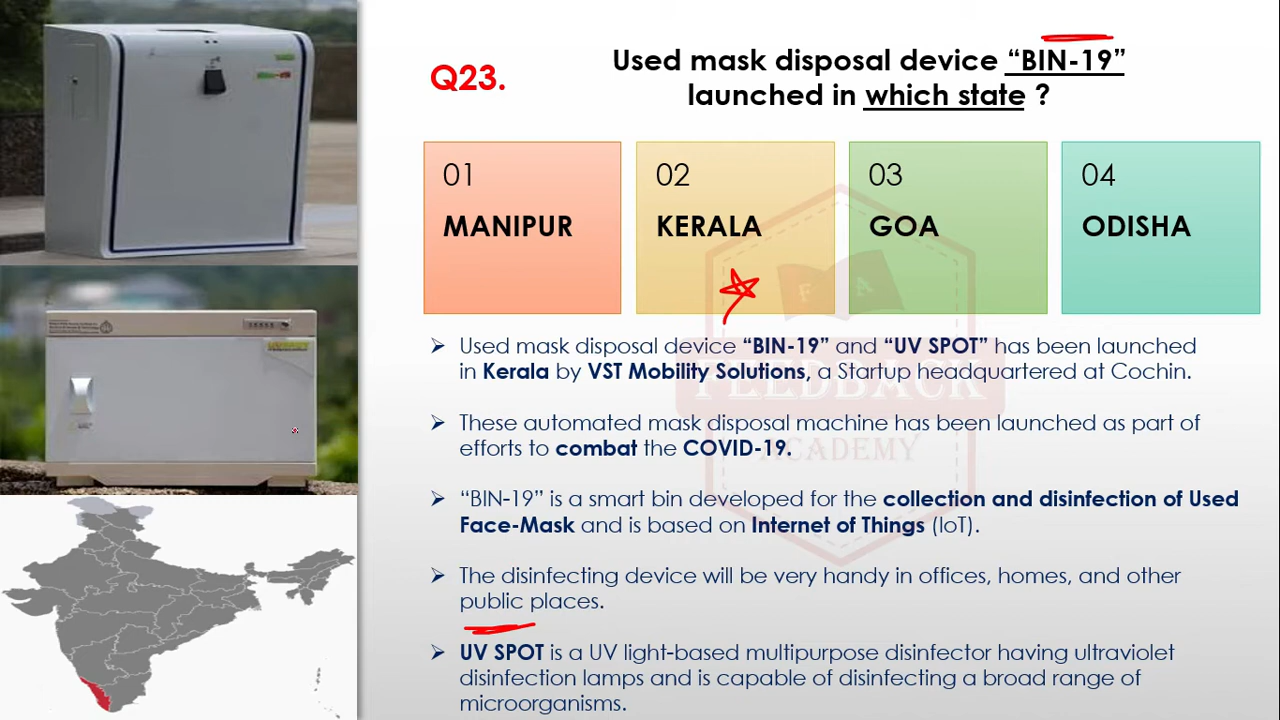 Q23.
Used mask disposal device “BIN-19”
launched in which state ?
01
MANIPUR
02
KERALA
03
GOA
04
ODISHA
F A
FEEDBACK
ACADEMY
➢ Used mask disposal device “BIN-19” and “UV SPOT” has been launched
in Kerala by VST Mobility Solutions, a Startup headquartered at Cochin.
➢ These automated mask disposal machine has been launched as part of
efforts to combat the COVID-19.
➢ “BIN-19” is a smart bin developed for the collection and disinfection of Used
Face-Mask and is based on Internet of Things (IoT).
➢ The disinfecting device will be very handy in offices, homes, and other
public places.
➢ UV SPOT is a UV light-based multipurpose disinfector having ultraviolet
disinfection lamps and is capable of disinfecting a broad range of
microorganisms.